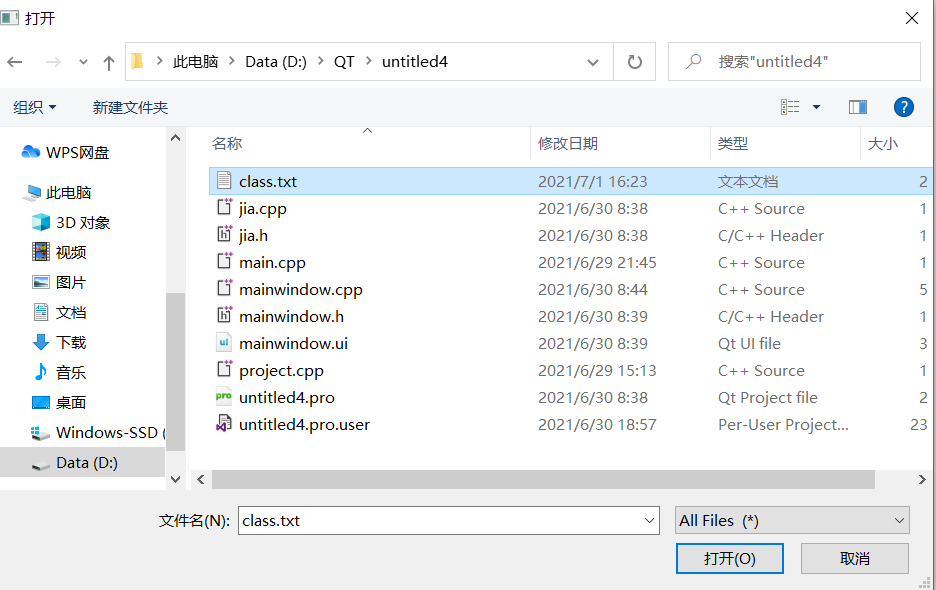 打开
此电脑 > Data (D:) > QT > untitled4
搜索"untitled4"
组织 新建文件夹
WPS网盘
此电脑
3D 对象
视频
图片
文档
下载
音乐
桌面
Windows-SSD (
Data (D:)
名称 修改日期 类型 大小
class.txt 2021/7/1 16:23 文本文档 2
jia.cpp 2021/6/30 8:38 C++ Source 1
jia.h 2021/6/30 8:38 C/C++ Header 1
main.cpp 2021/6/29 21:45 C++ Source 1
mainwindow.cpp 2021/6/30 8:44 C++ Source 5
mainwindow.h 2021/6/30 8:39 C/C++ Header 1
mainwindow.ui 2021/6/30 8:39 Qt UI file 3
project.cpp 2021/6/29 15:13 C++ Source 1
untitled4.pro 2021/6/30 8:38 Qt Project file 2
untitled4.pro.user 2021/6/30 18:57 Per-User Project... 23
文件名(N): class.txt All Files (*)
打开(O) 取消